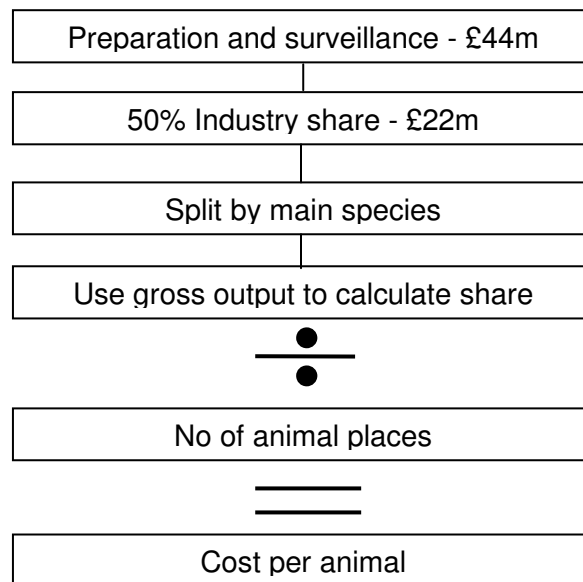 Preparation and surveillance - £44m
50% Industry share - £22m
Split by main species
Use gross output to calculate share
No of animal places
Cost per animal